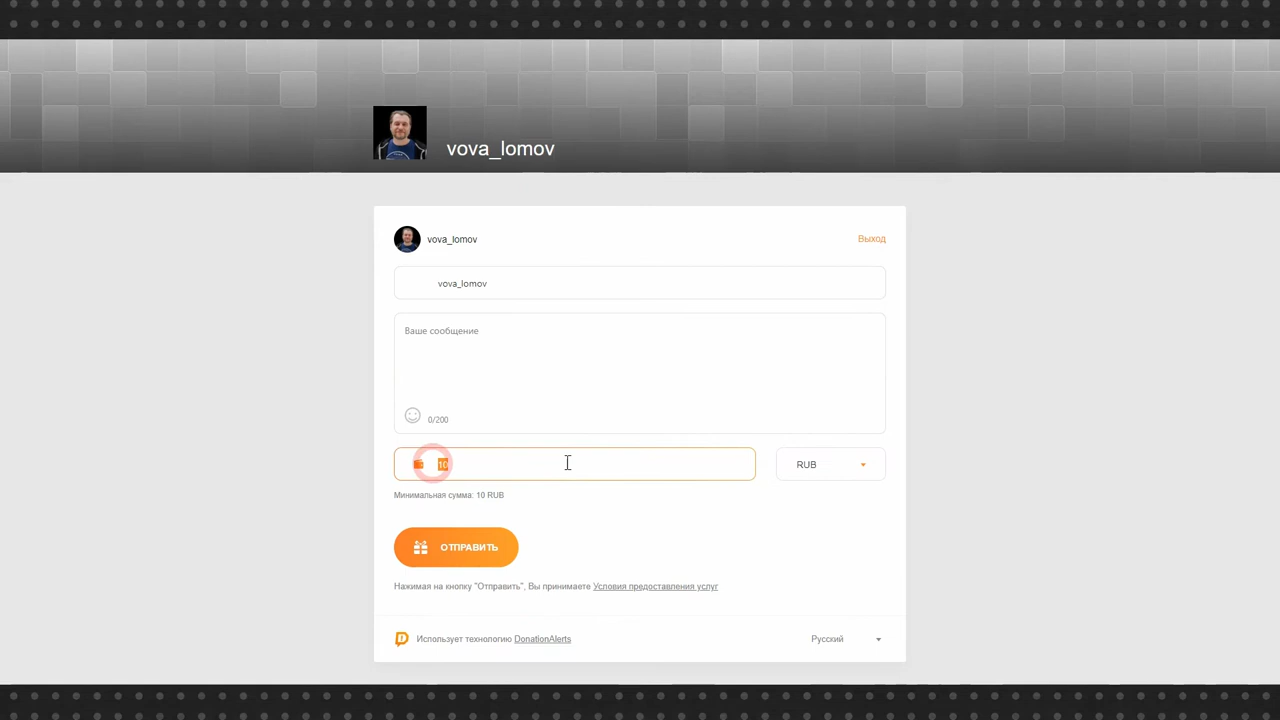 vova_lomov
vova_lomov
Выход
vova_lomov
Ваше сообщение
0/200
10
RUB
Минимальная сумма: 10 RUB
ОТПРАВИТЬ
Нажимая на кнопку "Отправить", Вы принимаете Условия предоставления услуг
Использует технологию DonationAlerts
Русский